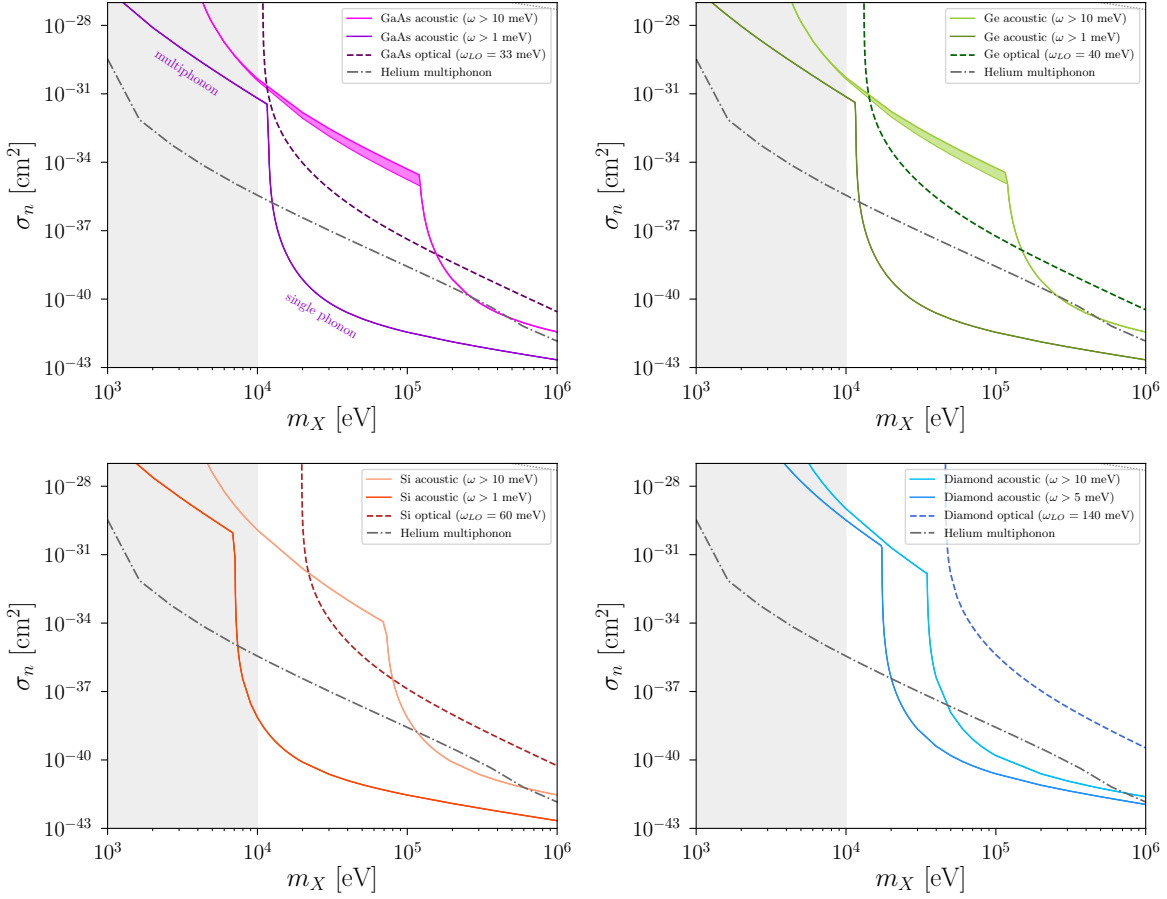 GaAs acoustic (ω > 10 meV)
GaAs acoustic (ω > 1 meV)
GaAs optical (ω_LO = 33 meV)
Helium multiphonon
multiphonon
single phonon
10^−28
10^−31
10^−34
10^−37
10^−40
10^−43
σ_n [cm^2]
10^3
10^4
10^5
10^6
m_X [eV]
Ge acoustic (ω > 10 meV)
Ge acoustic (ω > 1 meV)
Ge optical (ω_LO = 40 meV)
Helium multiphonon
10^−28
10^−31
10^−34
10^−37
10^−40
10^−43
σ_n [cm^2]
10^3
10^4
10^5
10^6
m_X [eV]
Si acoustic (ω > 10 meV)
Si acoustic (ω > 1 meV)
Si optical (ω_LO = 60 meV)
Helium multiphonon
10^−28
10^−31
10^−34
10^−37
10^−40
10^−43
σ_n [cm^2]
10^3
10^4
10^5
10^6
m_X [eV]
Diamond acoustic (ω > 10 meV)
Diamond acoustic (ω > 5 meV)
Diamond optical (ω_LO = 140 meV)
Helium multiphonon
10^−28
10^−31
10^−34
10^−37
10^−40
10^−43
σ_n [cm^2]
10^3
10^4
10^5
10^6
m_X [eV]